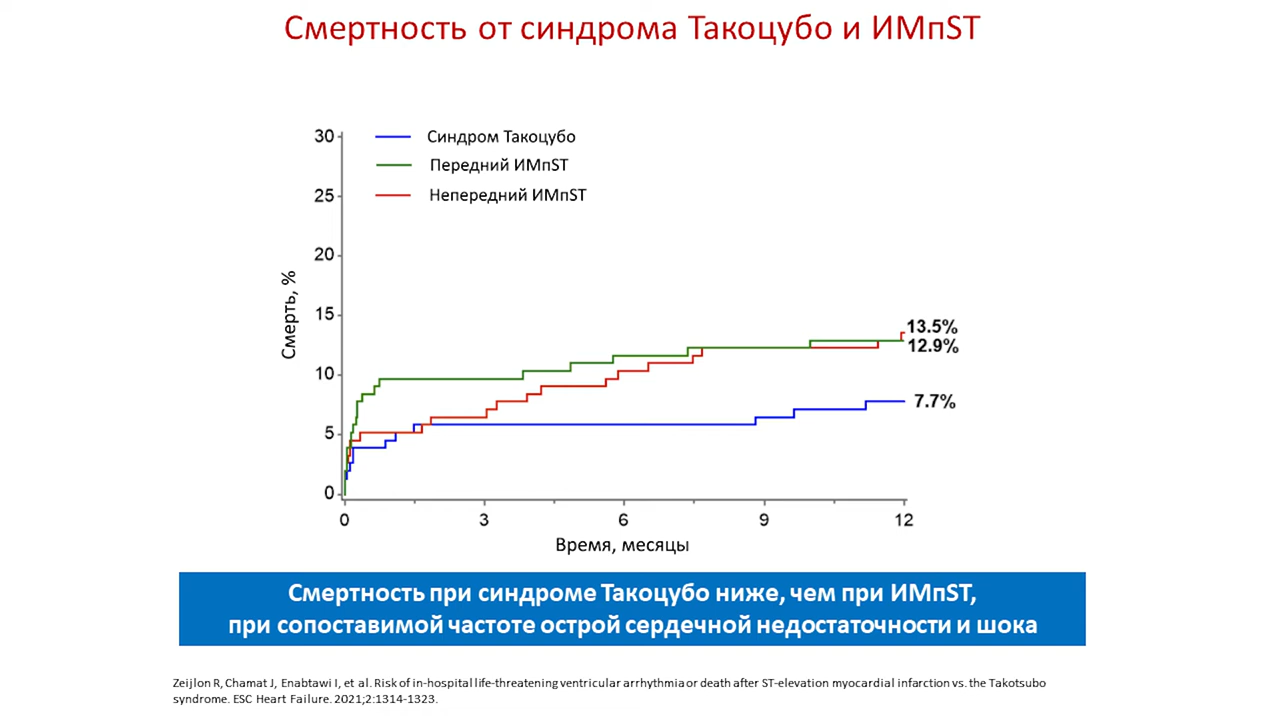 Смертность от синдрома Такоцубо и ИМпST
30
25
20
15
10
5
0
Смерть, %
Синдром Такоцубо
Передний ИМпST
Непередний ИМпST
13.5%
12.9%
7.7%
0 3 6 9 12
Время, месяцы
Смертность при синдроме Такоцубо ниже, чем при ИМпST,
при сопоставимой частоте острой сердечной недостаточности и шока
Zeijlon R, Chamat J, Enabtawi I, et al. Risk of in-hospital life-threatening ventricular arrhythmia or death after ST-elevation myocardial infarction vs. the Takotsubo
syndrome. ESC Heart Failure. 2021;2:1314-1323.